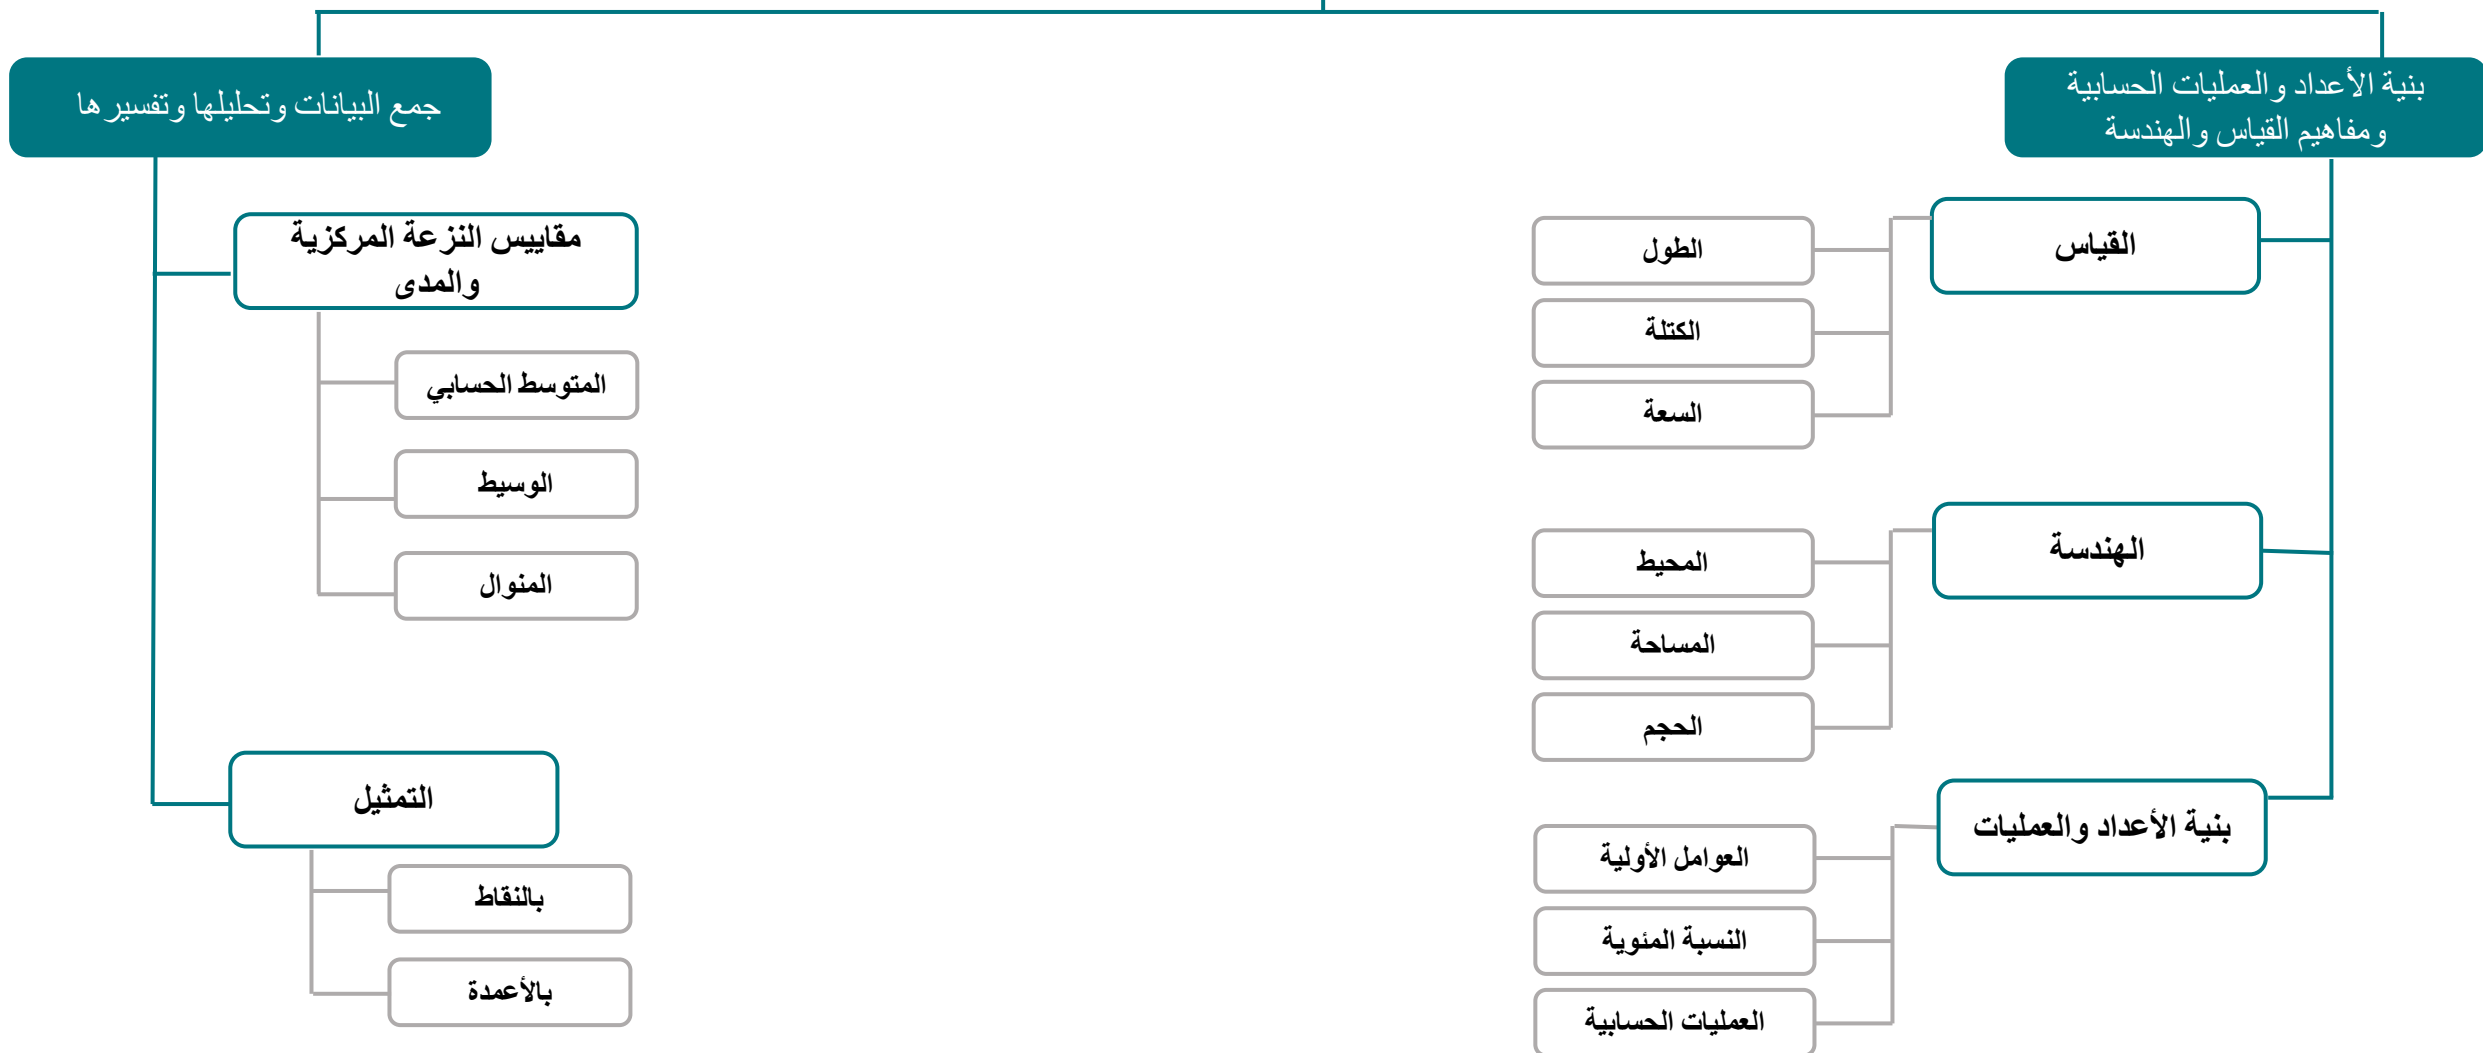 بنية الأعداد والعمليات الحسابية
ومفاهيم القياس والهندسة
القياس
الطول
الكتلة
السعة
الهندسة
المحيط
المساحة
الحجم
بنية الأعداد والعمليات
العوامل الأولية
النسبة المئوية
العمليات الحسابية
جمع البيانات وتحليلها وتفسيرها
مقاييس النزعة المركزية
والمدى
المتوسط الحسابي
الوسيط
المنوال
التمثيل
بالنقاط
بالأعمدة